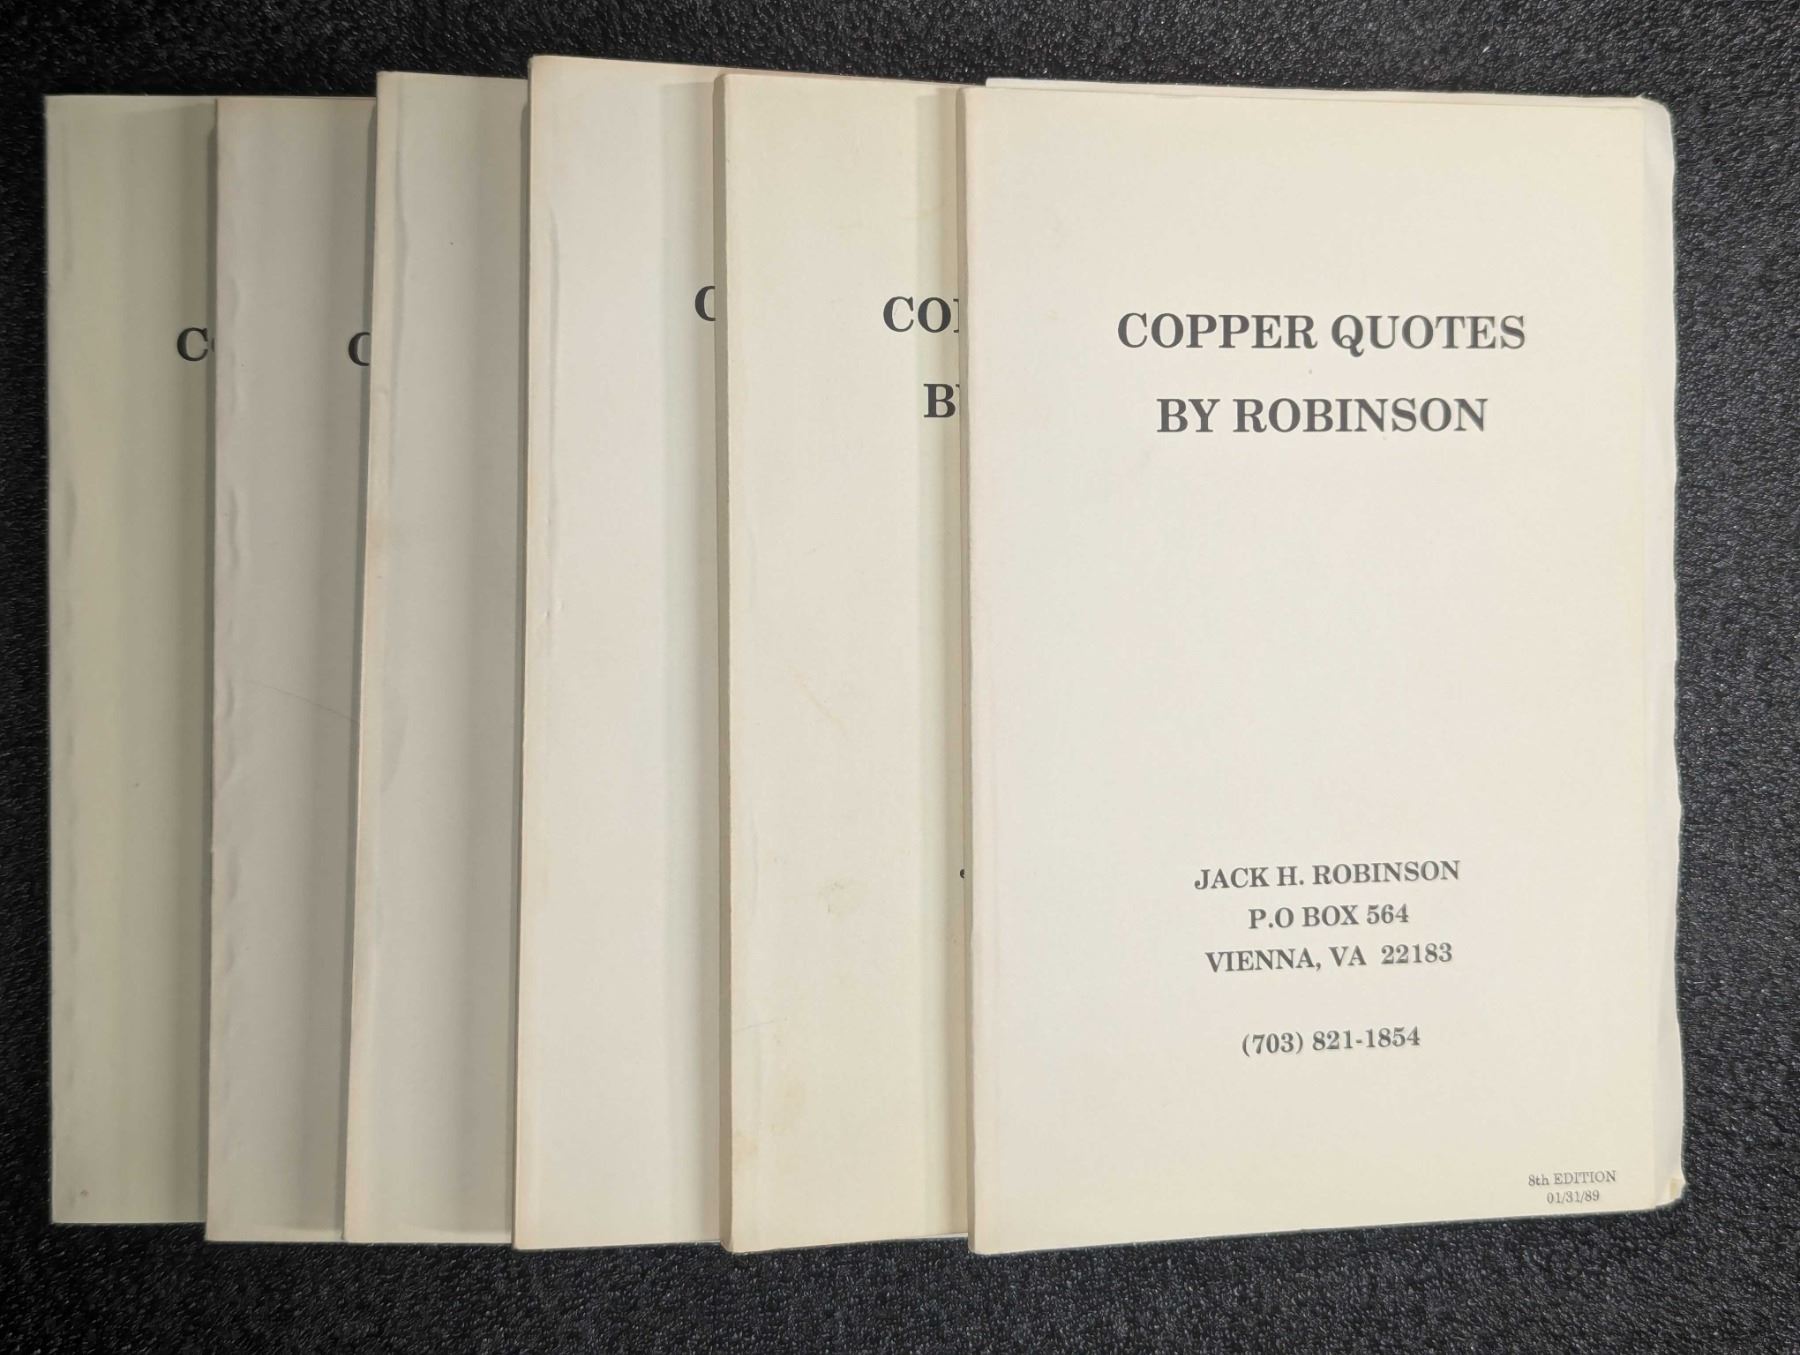 COPPER QUOTES
BY ROBINSON
JACK H. ROBINSON
P.O BOX 564
VIENNA, VA 22183
(703) 821-1854
8th EDITION
01/31/89